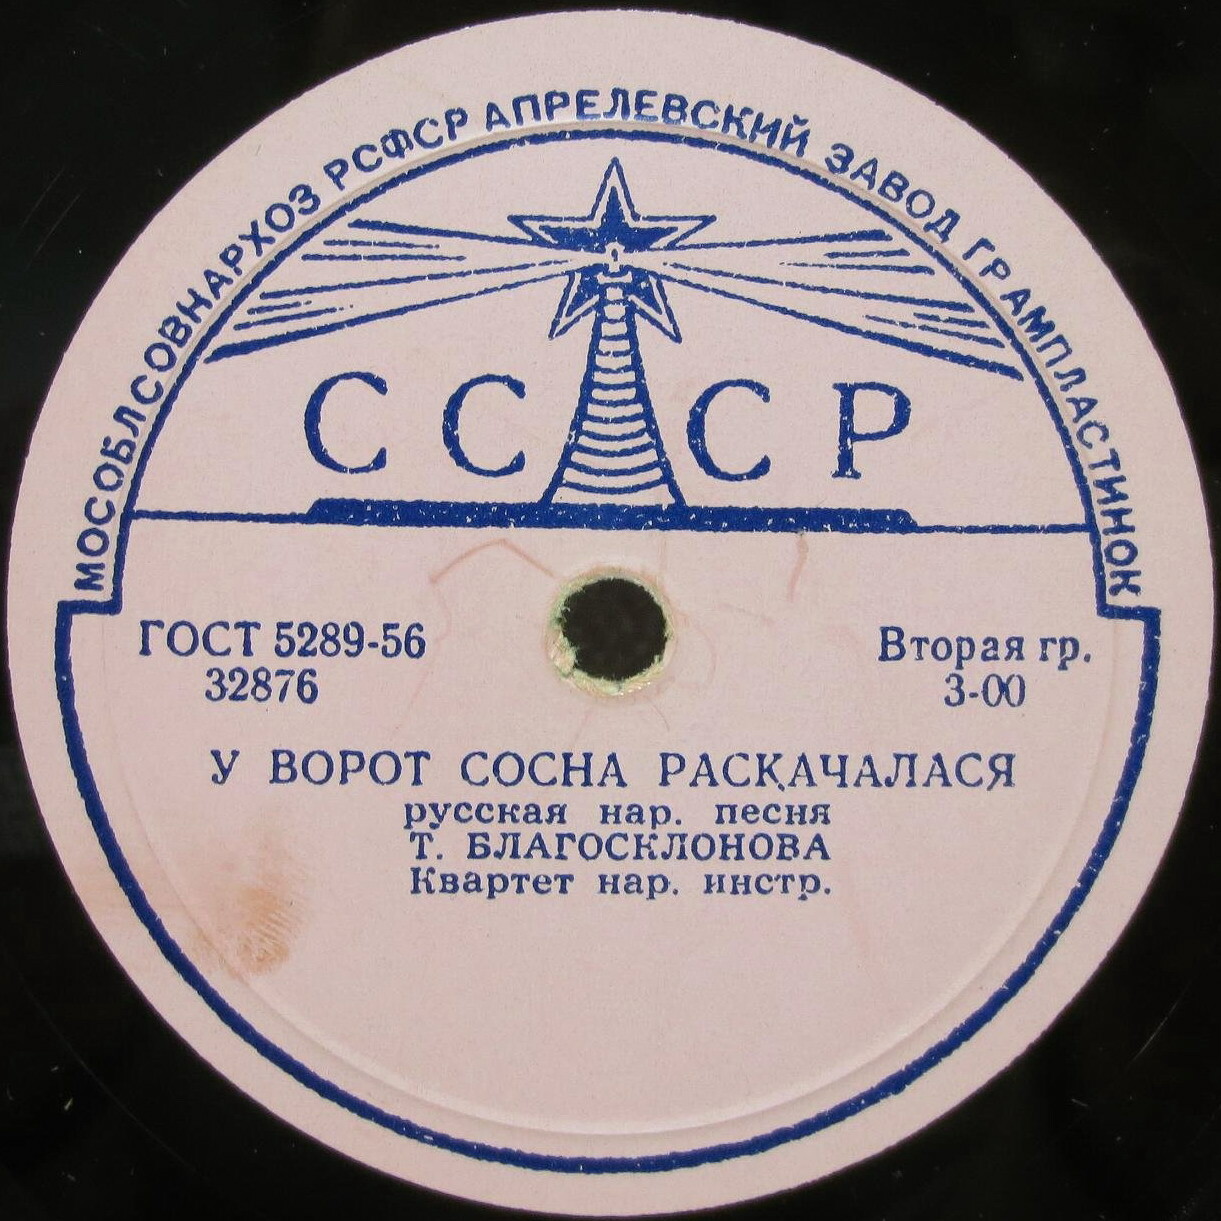 МОСОБЛСОВНАРХОЗ РСФСР АПРЕЛЕВСКИЙ ЗАВОД ГРАМПЛАСТИНОК
СССР
ГОСТ 5289-56
32876
Вторая гр.
3-00
У ВОРОТ СОСНА РАСКАЧАЛАСЯ
русская нар. песня
Т. БЛАГОСКЛОНОВА
Квартет нар. инстр.